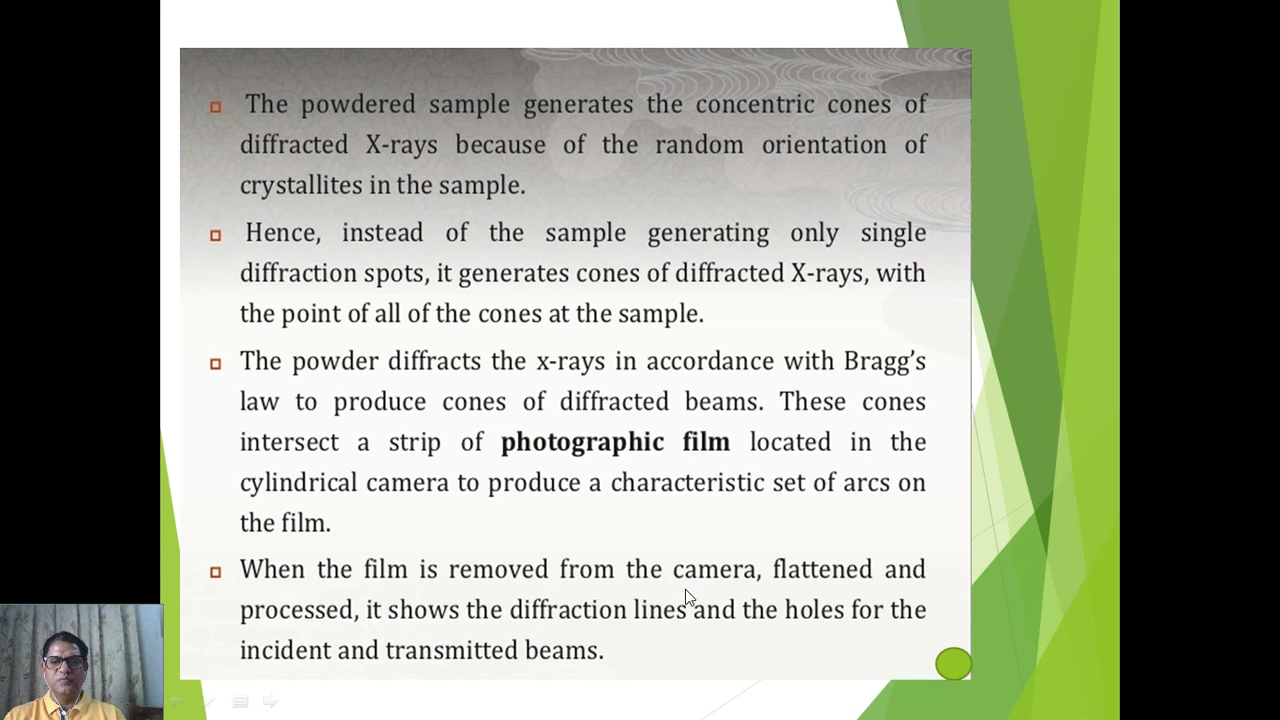 The powdered sample generates the concentric cones of
diffracted X-rays because of the random orientation of
crystallites in the sample.
Hence, instead of the sample generating only single
diffraction spots, it generates cones of diffracted X-rays, with
the point of all of the cones at the sample.
The powder diffracts the x-rays in accordance with Bragg’s
law to produce cones of diffracted beams. These cones
intersect a strip of photographic film located in the
cylindrical camera to produce a characteristic set of arcs on
the film.
When the film is removed from the camera, flattened and
processed, it shows the diffraction lines and the holes for the
incident and transmitted beams.